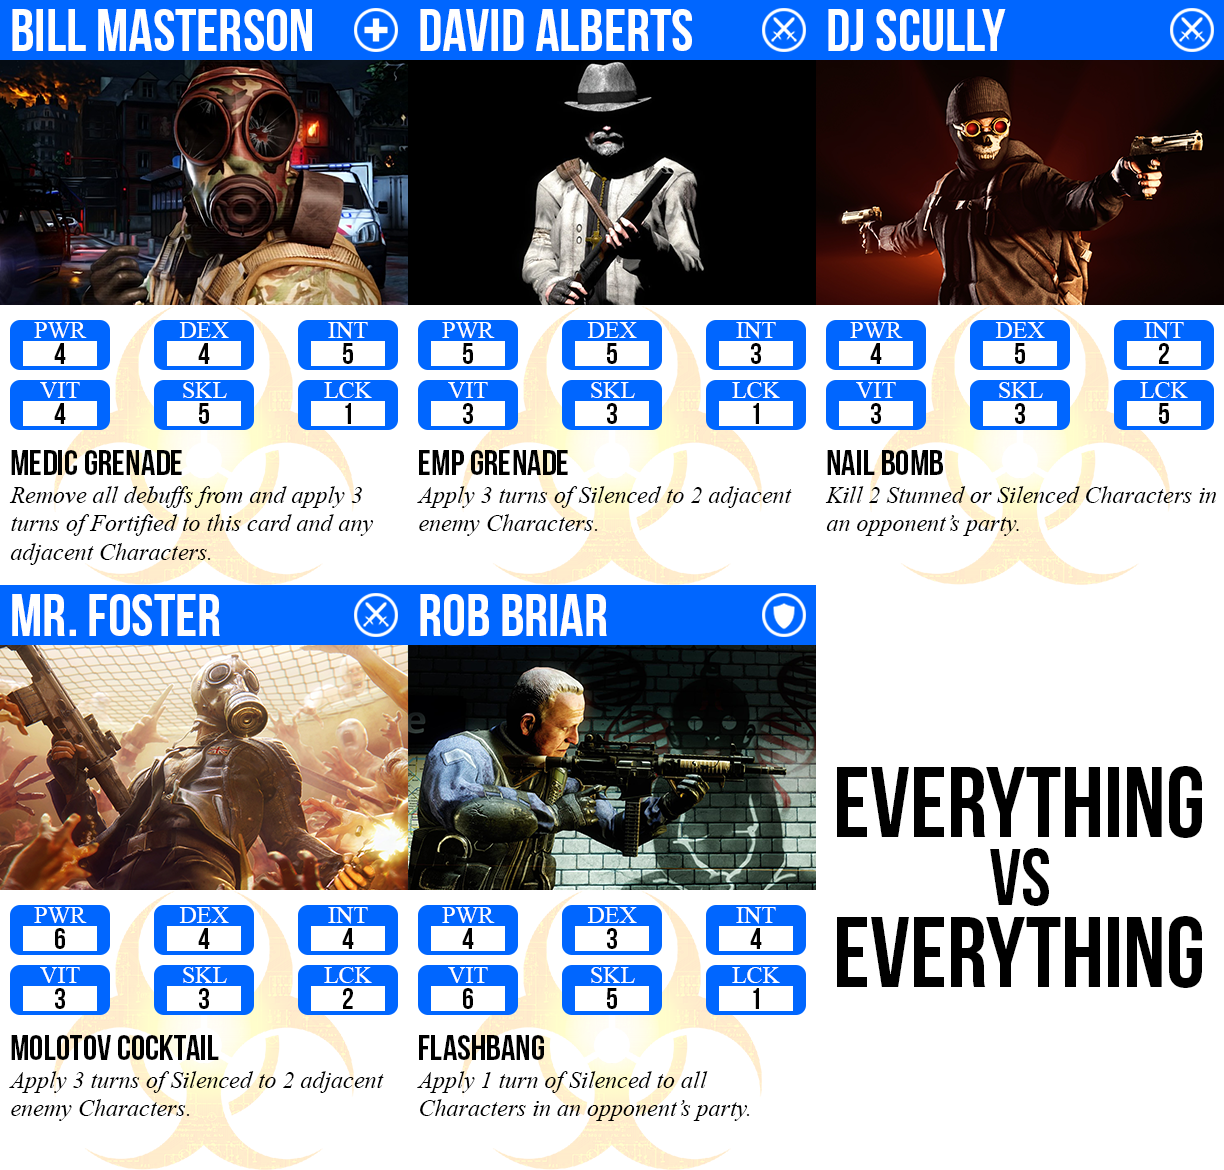 BILL MASTERSON
PWR DEX INT
4 4 5
VIT SKL LCK
4 5 1
MEDIC GRENADE
Remove all debuffs from and apply 3
turns of Fortified to this card and any
adjacent Characters.
DAVID ALBERTS
PWR DEX INT
5 5 3
VIT SKL LCK
3 3 1
EMP GRENADE
Apply 3 turns of Silenced to 2 adjacent
enemy Characters.
DJ SCULLY
PWR DEX INT
4 5 2
VIT SKL LCK
3 3 5
NAIL BOMB
Kill 2 Stunned or Silenced Characters in
an opponent's party.
MR. FOSTER
PWR DEX INT
6 4 4
VIT SKL LCK
3 3 2
MOLOTOV COCKTAIL
Apply 3 turns of Silenced to 2 adjacent
enemy Characters.
ROB BRIAR
PWR DEX INT
4 3 4
VIT SKL LCK
6 5 1
FLASHBANG
Apply 1 turn of Silenced to all
Characters in an opponent's party.
EVERYTHING
VS
EVERYTHING